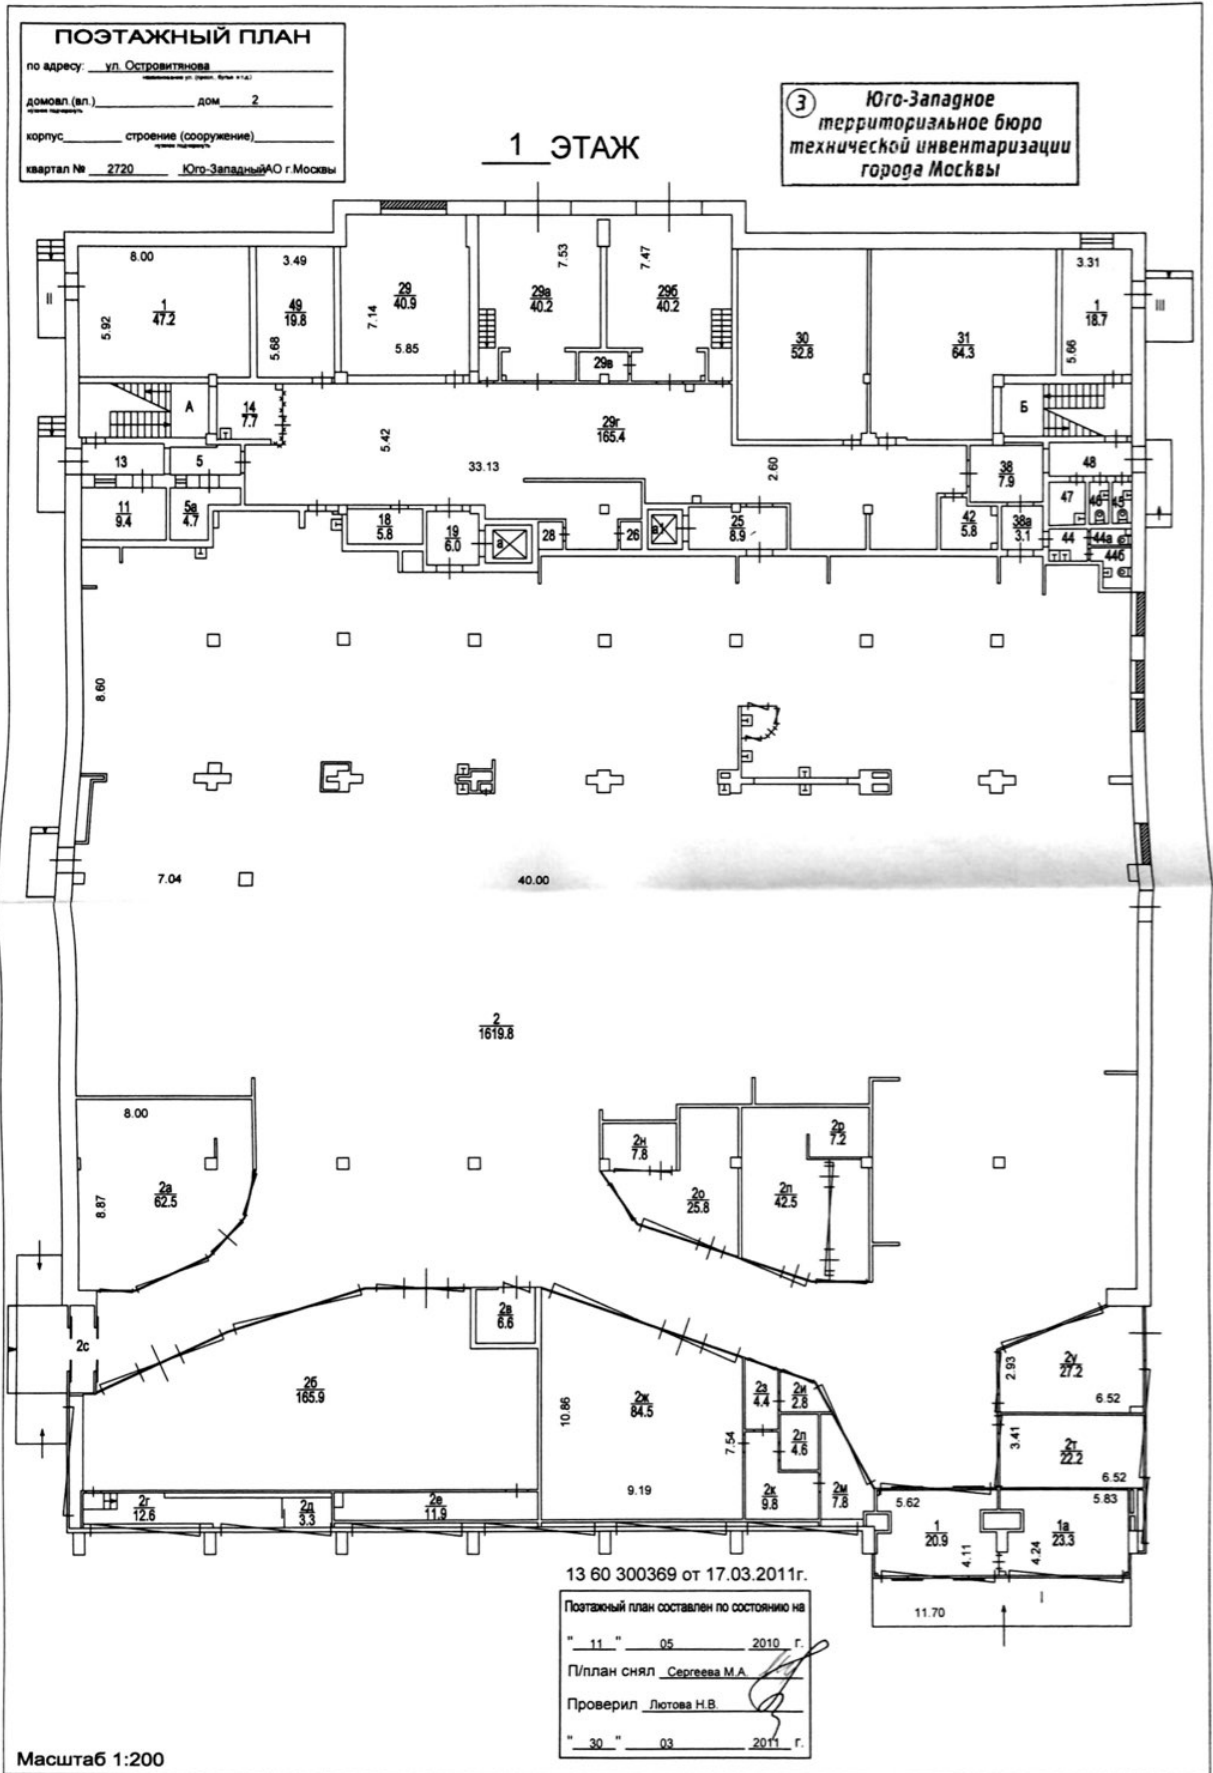 ПОЭТАЖНЫЙ ПЛАН
по адресу: ул. Островитянова
домовл.(вл.) дом 2
корпус строение (сооружение)
квартал № 2720 Юго-Западный АО г.Москвы
1 ЭТАЖ
3 Юго-Западное
территориальное бюро
технической инвентаризации
города Москвы
II
8.00
5.92
1
47.2
3.49
5.68
49
19.8
29
40.9
7.14
5.85
7.53
29а
40.2
7.47
29б
40.2
29в
30
52.8
31
64.3
3.31
5.66
1
18.7
III
А
14
7.7
5.42
33.13
29г
165.4
2.60
Б
13
5
11
9.4
5а
4.7
18
5.8
19
6.0
а
28
26
а1
25
8.9
38
7.9
42
5.8
38а
3.1
48
47
46
45
44
44а
44б
8.60
7.04
40.00
2
1619.8
8.00
8.87
2а
62.5
2н
7.8
2о
25.8
2р
7.2
2п
42.5
2с
2в
6.6
2б
165.9
2ж
84.5
10.86
9.19
7.54
2з
4.4
2и
2.8
2л
4.6
2к
9.8
2м
7.8
2.93
2у
27.2
6.52
3.41
2т
22.2
6.52
2г
12.6
2д
3.3
2е
11.9
5.62
1
20.9
4.11
5.83
1а
23.3
4.24
I
11.70
13 60 300369 от 17.03.2011г.
Поэтажный план составлен по состоянию на
" 11 " 05 2010 г.
П/план снял Сергеева М.А.
Проверил Лютова Н.В.
" 30 " 03 2011 г.
Масштаб 1:200